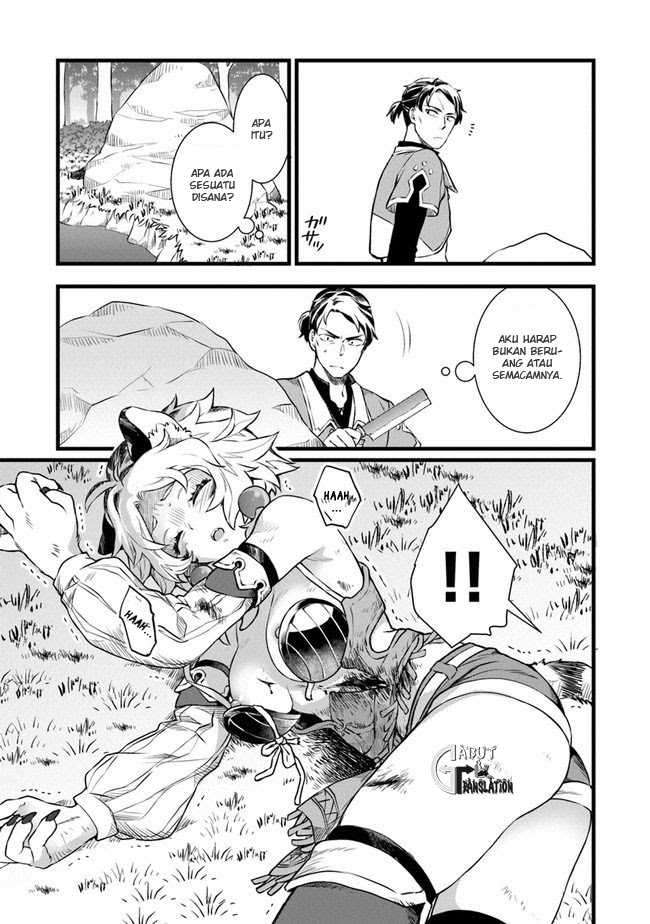 ガサッ
APA
ITU?
APA ADA
SESUATU
DISANA?
AKU HARAP
BUKAN BERU-
ANG ATAU
SEMACAMNYA.
HAAH
...
!!
HAAH...
GABUT
TRANSLATION